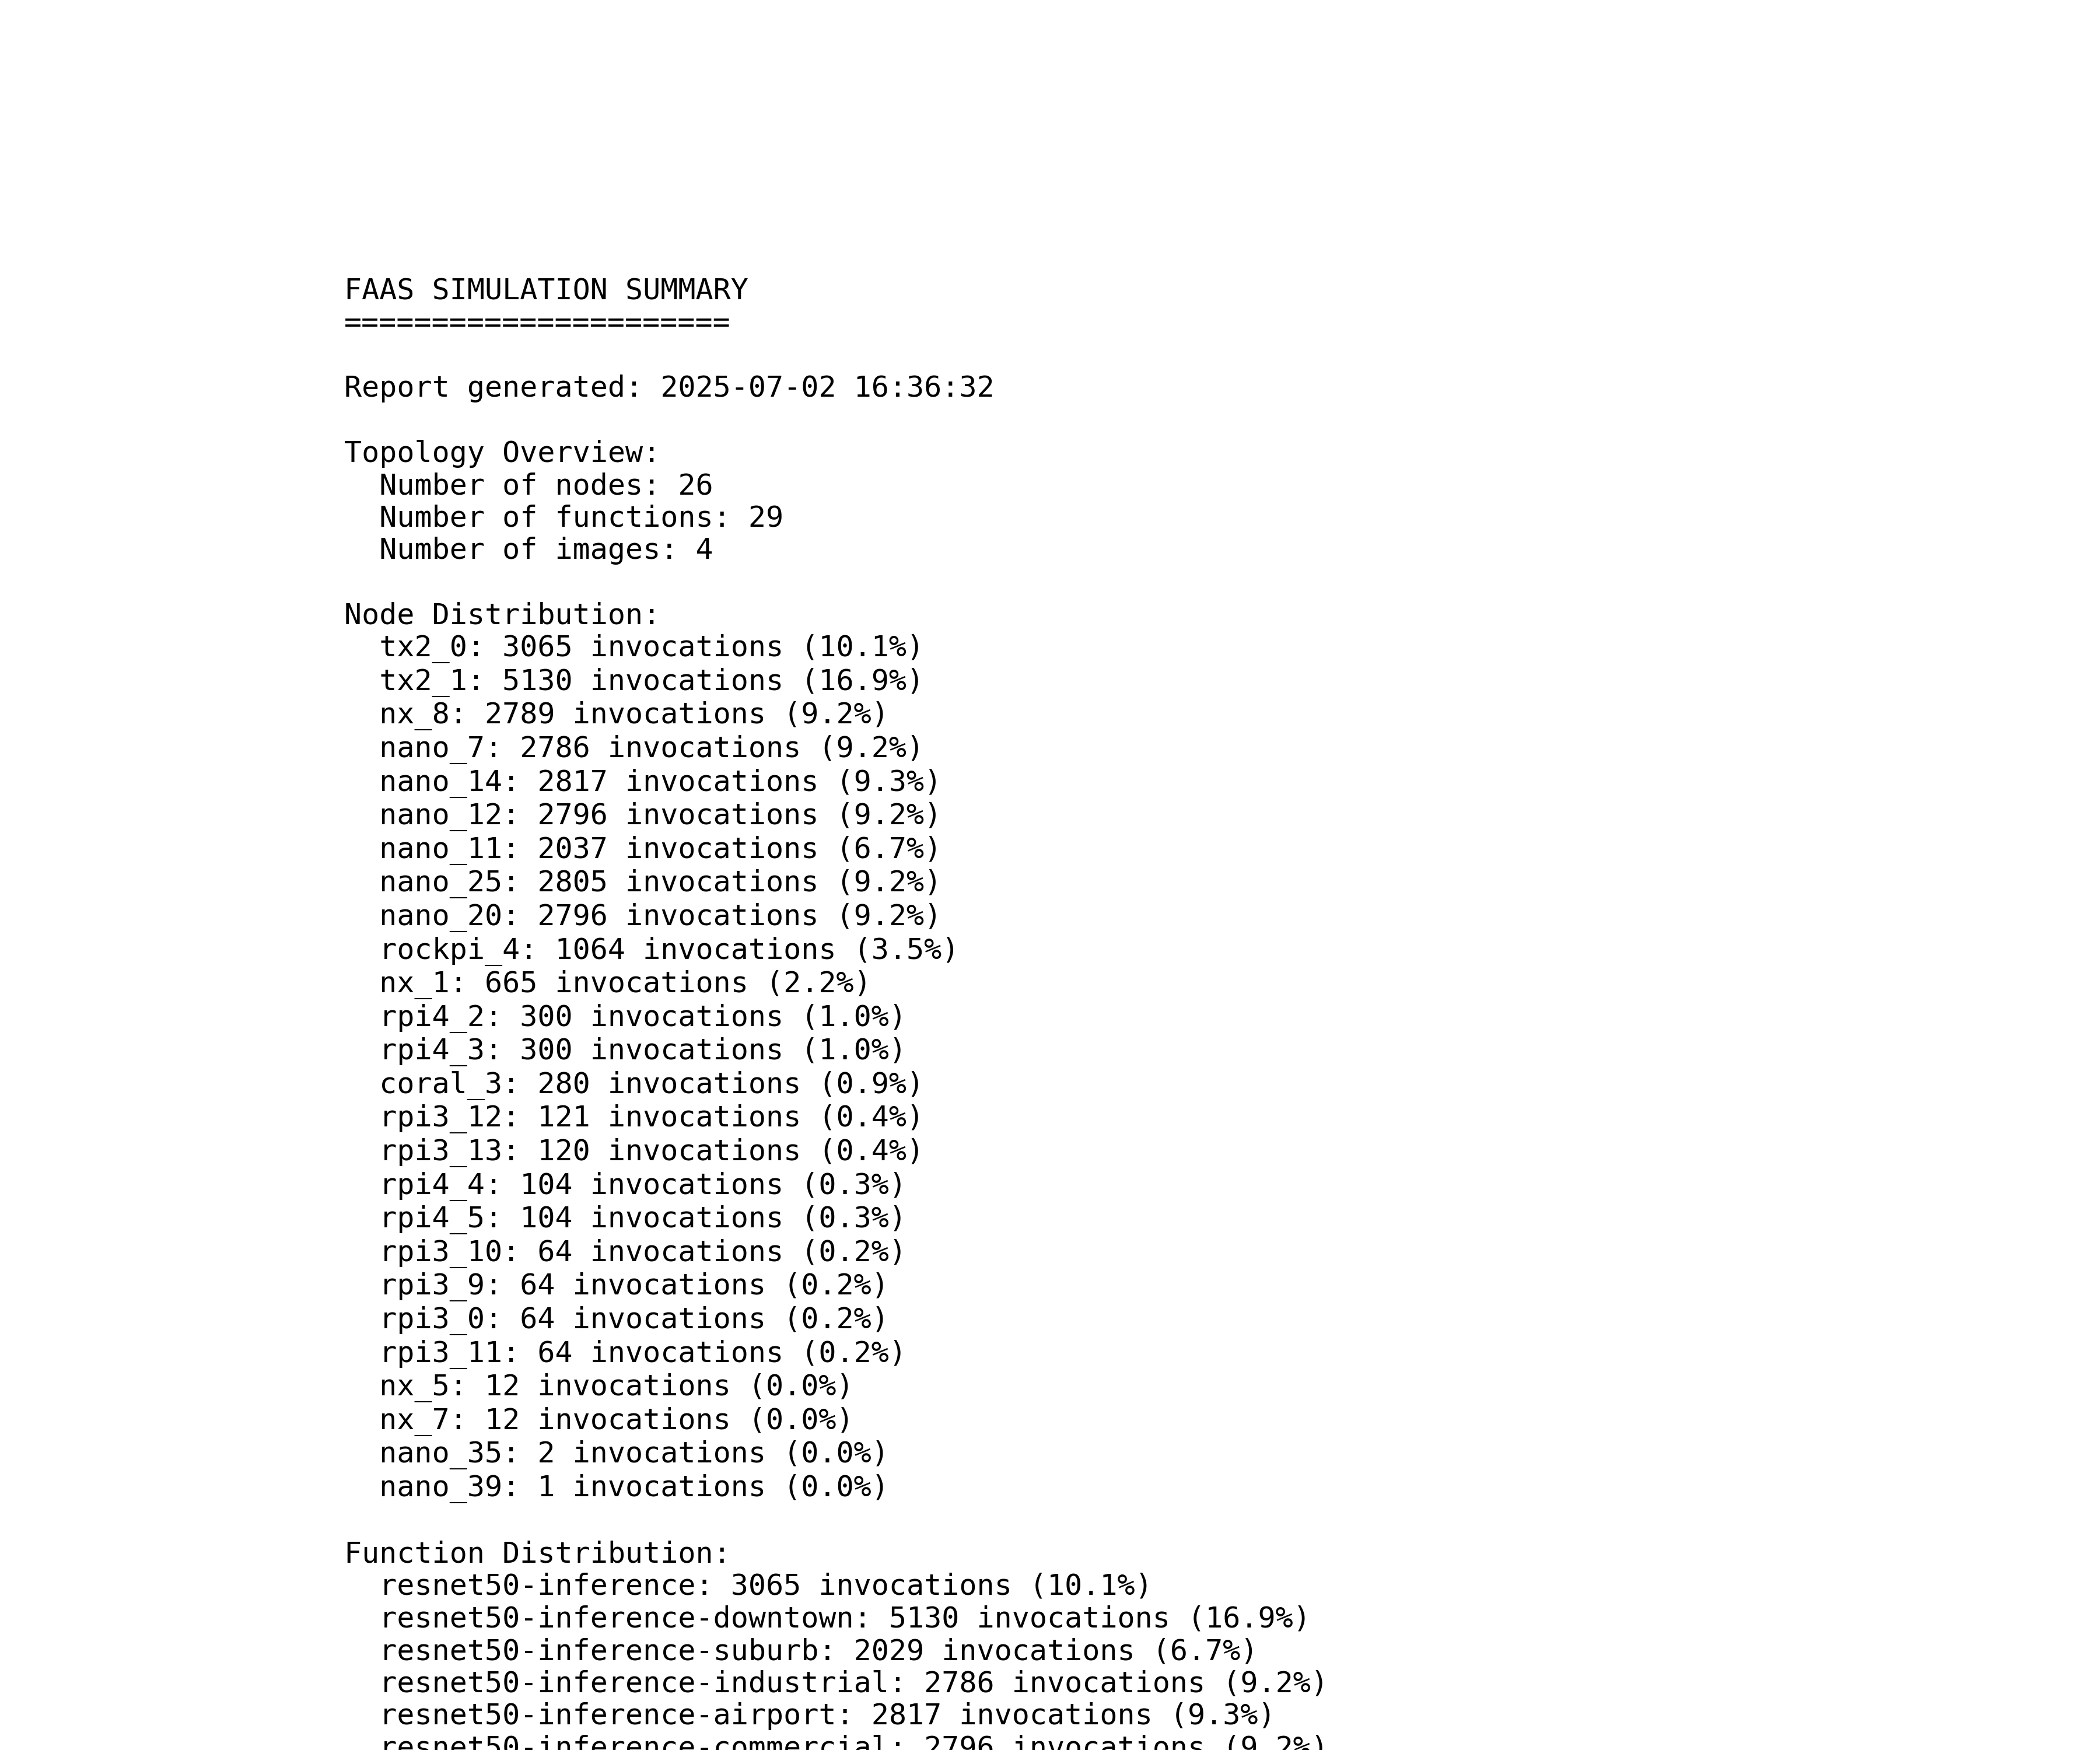 FAAS SIMULATION SUMMARY
======================
Report generated: 2025-07-02 16:36:32
Topology Overview:
Number of nodes: 26
Number of functions: 29
Number of images: 4
Node Distribution:
tx2_0: 3065 invocations (10.1%)
tx2_1: 5130 invocations (16.9%)
nx_8: 2789 invocations (9.2%)
nano_7: 2786 invocations (9.2%)
nano_14: 2817 invocations (9.3%)
nano_12: 2796 invocations (9.2%)
nano_11: 2037 invocations (6.7%)
nano_25: 2805 invocations (9.2%)
nano_20: 2796 invocations (9.2%)
rockpi_4: 1064 invocations (3.5%)
nx_1: 665 invocations (2.2%)
rpi4_2: 300 invocations (1.0%)
rpi4_3: 300 invocations (1.0%)
coral_3: 280 invocations (0.9%)
rpi3_12: 121 invocations (0.4%)
rpi3_13: 120 invocations (0.4%)
rpi4_4: 104 invocations (0.3%)
rpi4_5: 104 invocations (0.3%)
rpi3_10: 64 invocations (0.2%)
rpi3_9: 64 invocations (0.2%)
rpi3_0: 64 invocations (0.2%)
rpi3_11: 64 invocations (0.2%)
nx_5: 12 invocations (0.0%)
nx_7: 12 invocations (0.0%)
nano_35: 2 invocations (0.0%)
nano_39: 1 invocations (0.0%)
Function Distribution:
resnet50-inference: 3065 invocations (10.1%)
resnet50-inference-downtown: 5130 invocations (16.9%)
resnet50-inference-suburb: 2029 invocations (6.7%)
resnet50-inference-industrial: 2786 invocations (9.2%)
resnet50-inference-airport: 2817 invocations (9.3%)
resnet50-inference-commercial: 2796 invocations (9.2%)